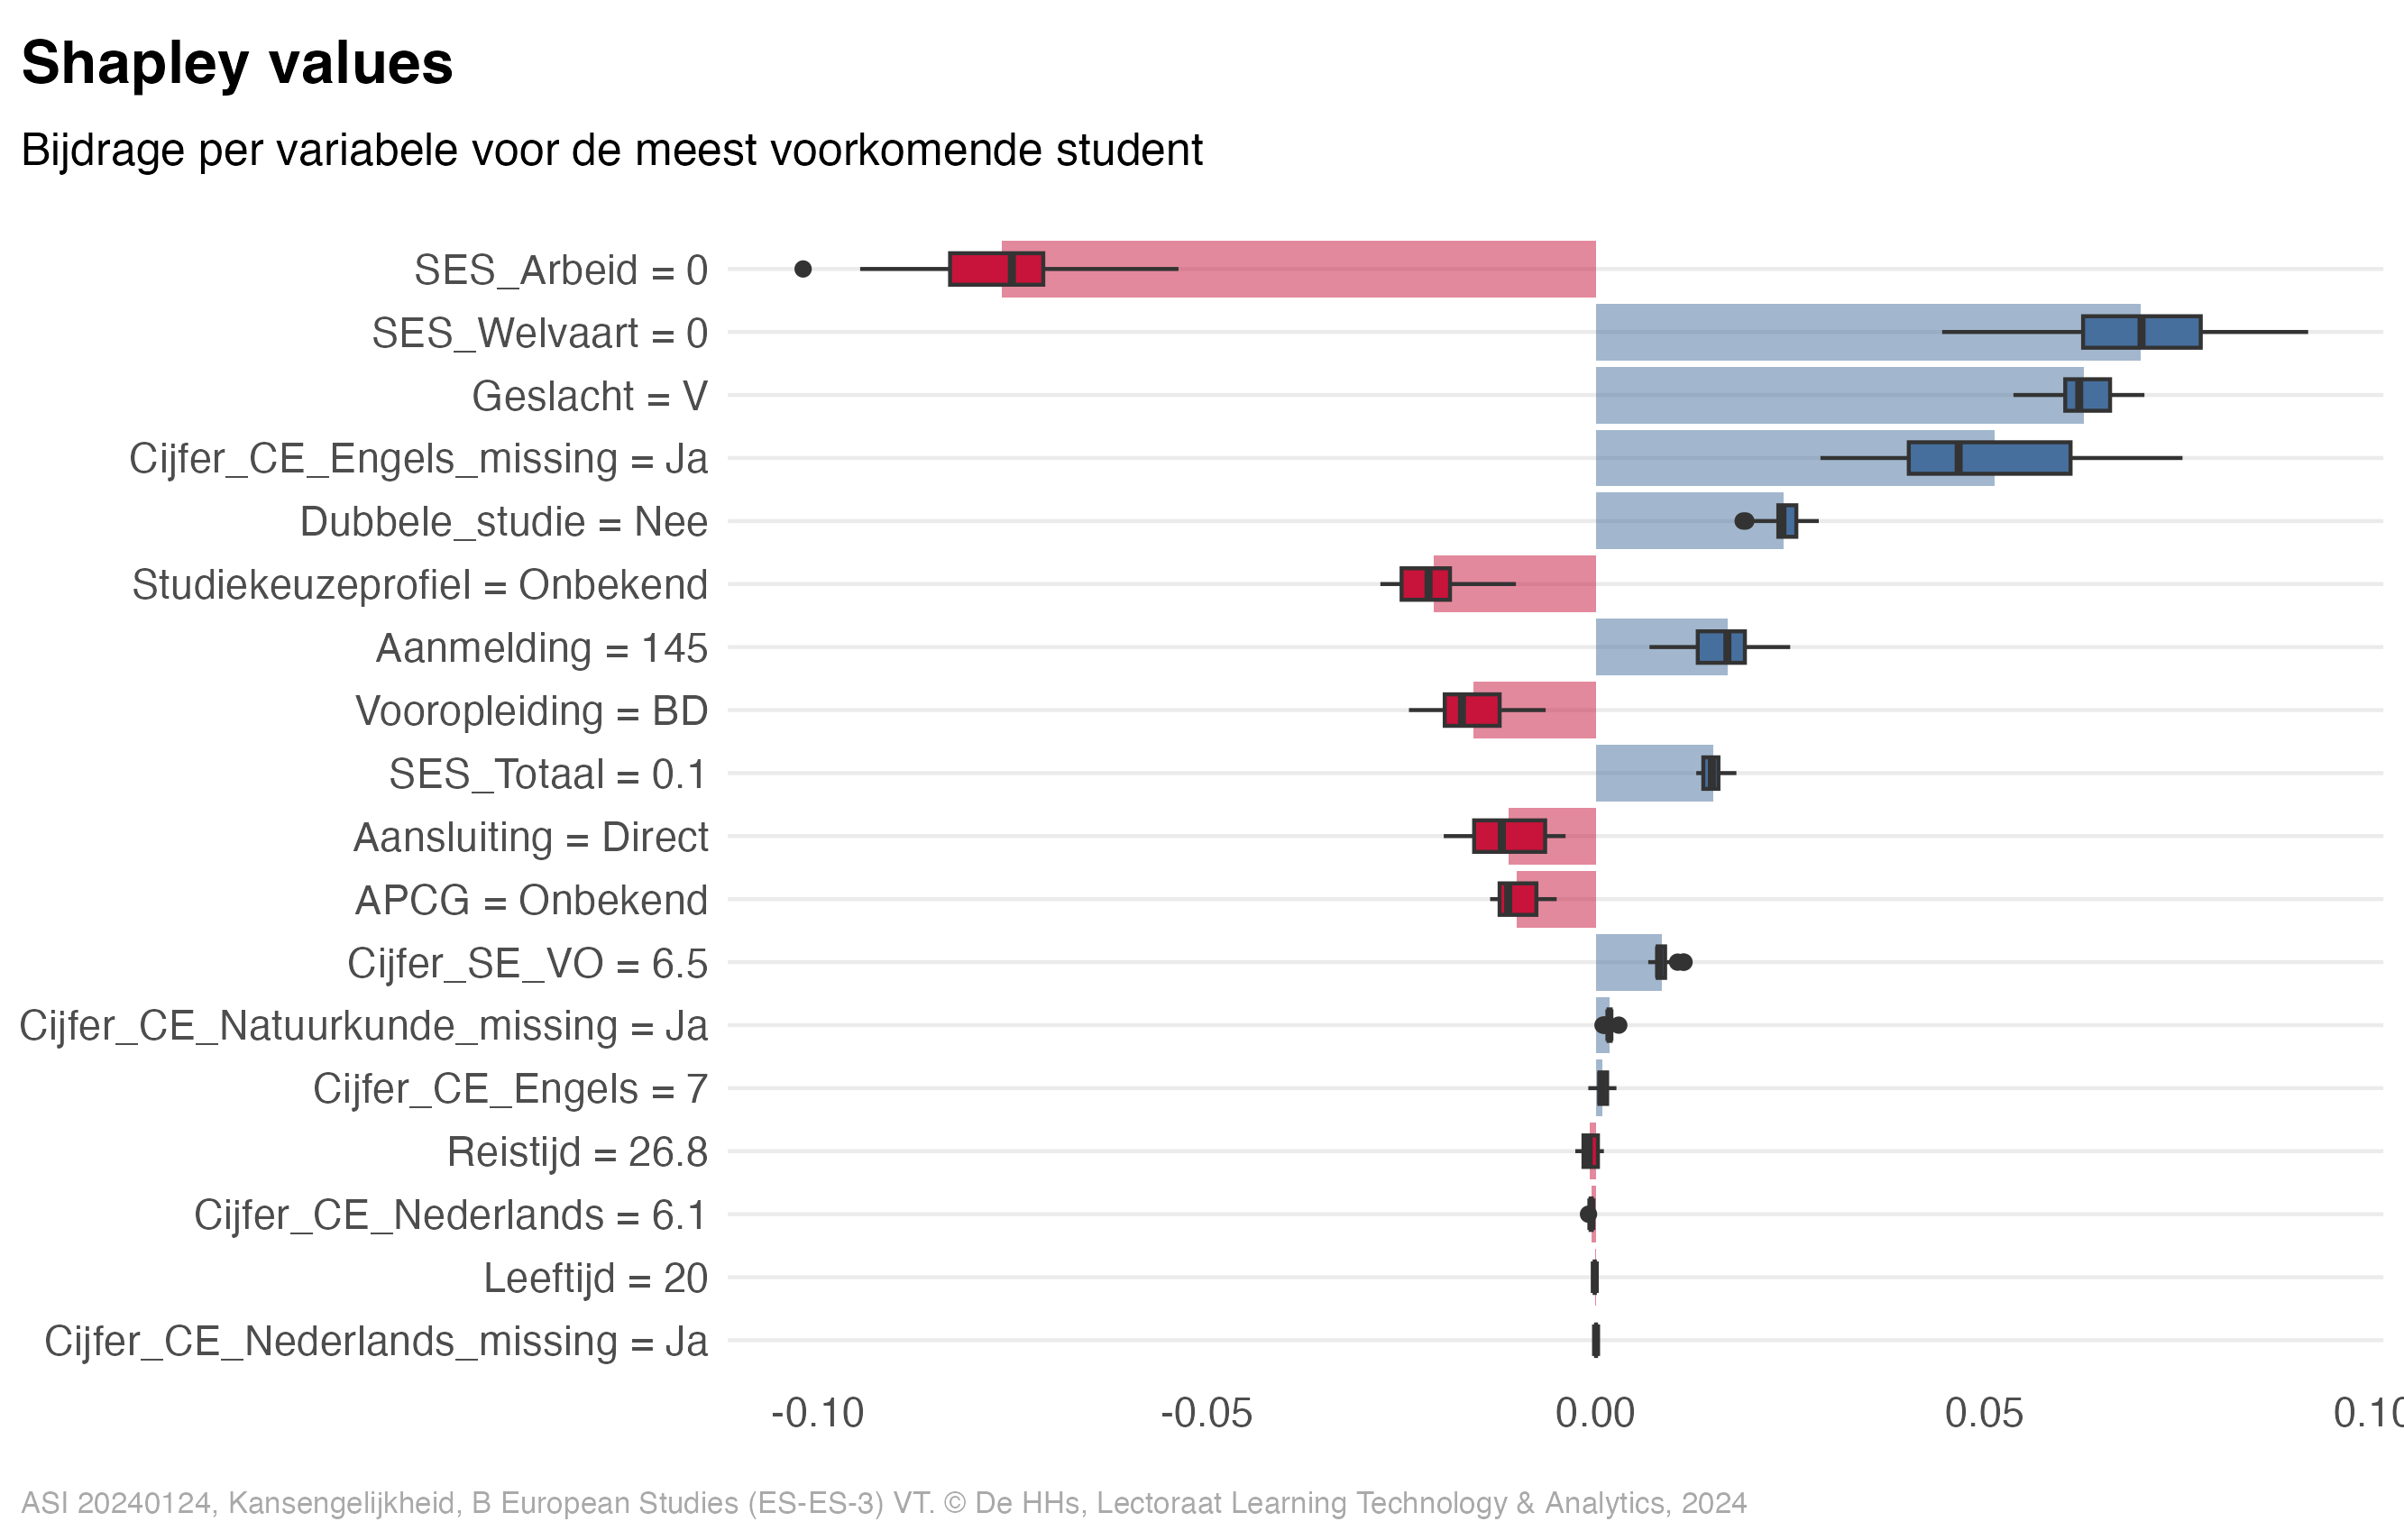 Shapley values
Bijdrage per variabele voor de meest voorkomende student
SES_Arbeid = 0
SES_Welvaart = 0
Geslacht = V
Cijfer_CE_Engels_missing = Ja
Dubbele_studie = Nee
Studiekeuzeprofiel = Onbekend
Aanmelding = 145
Vooropleiding = BD
SES_Totaal = 0.1
Aansluiting = Direct
APCG = Onbekend
Cijfer_SE_VO = 6.5
Cijfer_CE_Natuurkunde_missing = Ja
Cijfer_CE_Engels = 7
Reistijd = 26.8
Cijfer_CE_Nederlands = 6.1
Leeftijd = 20
Cijfer_CE_Nederlands_missing = Ja
-0.10 -0.05 0.00 0.05 0.10
ASI 20240124, Kansengelijkheid, B European Studies (ES-ES-3) VT. © De HHs, Lectoraat Learning Technology & Analytics, 2024